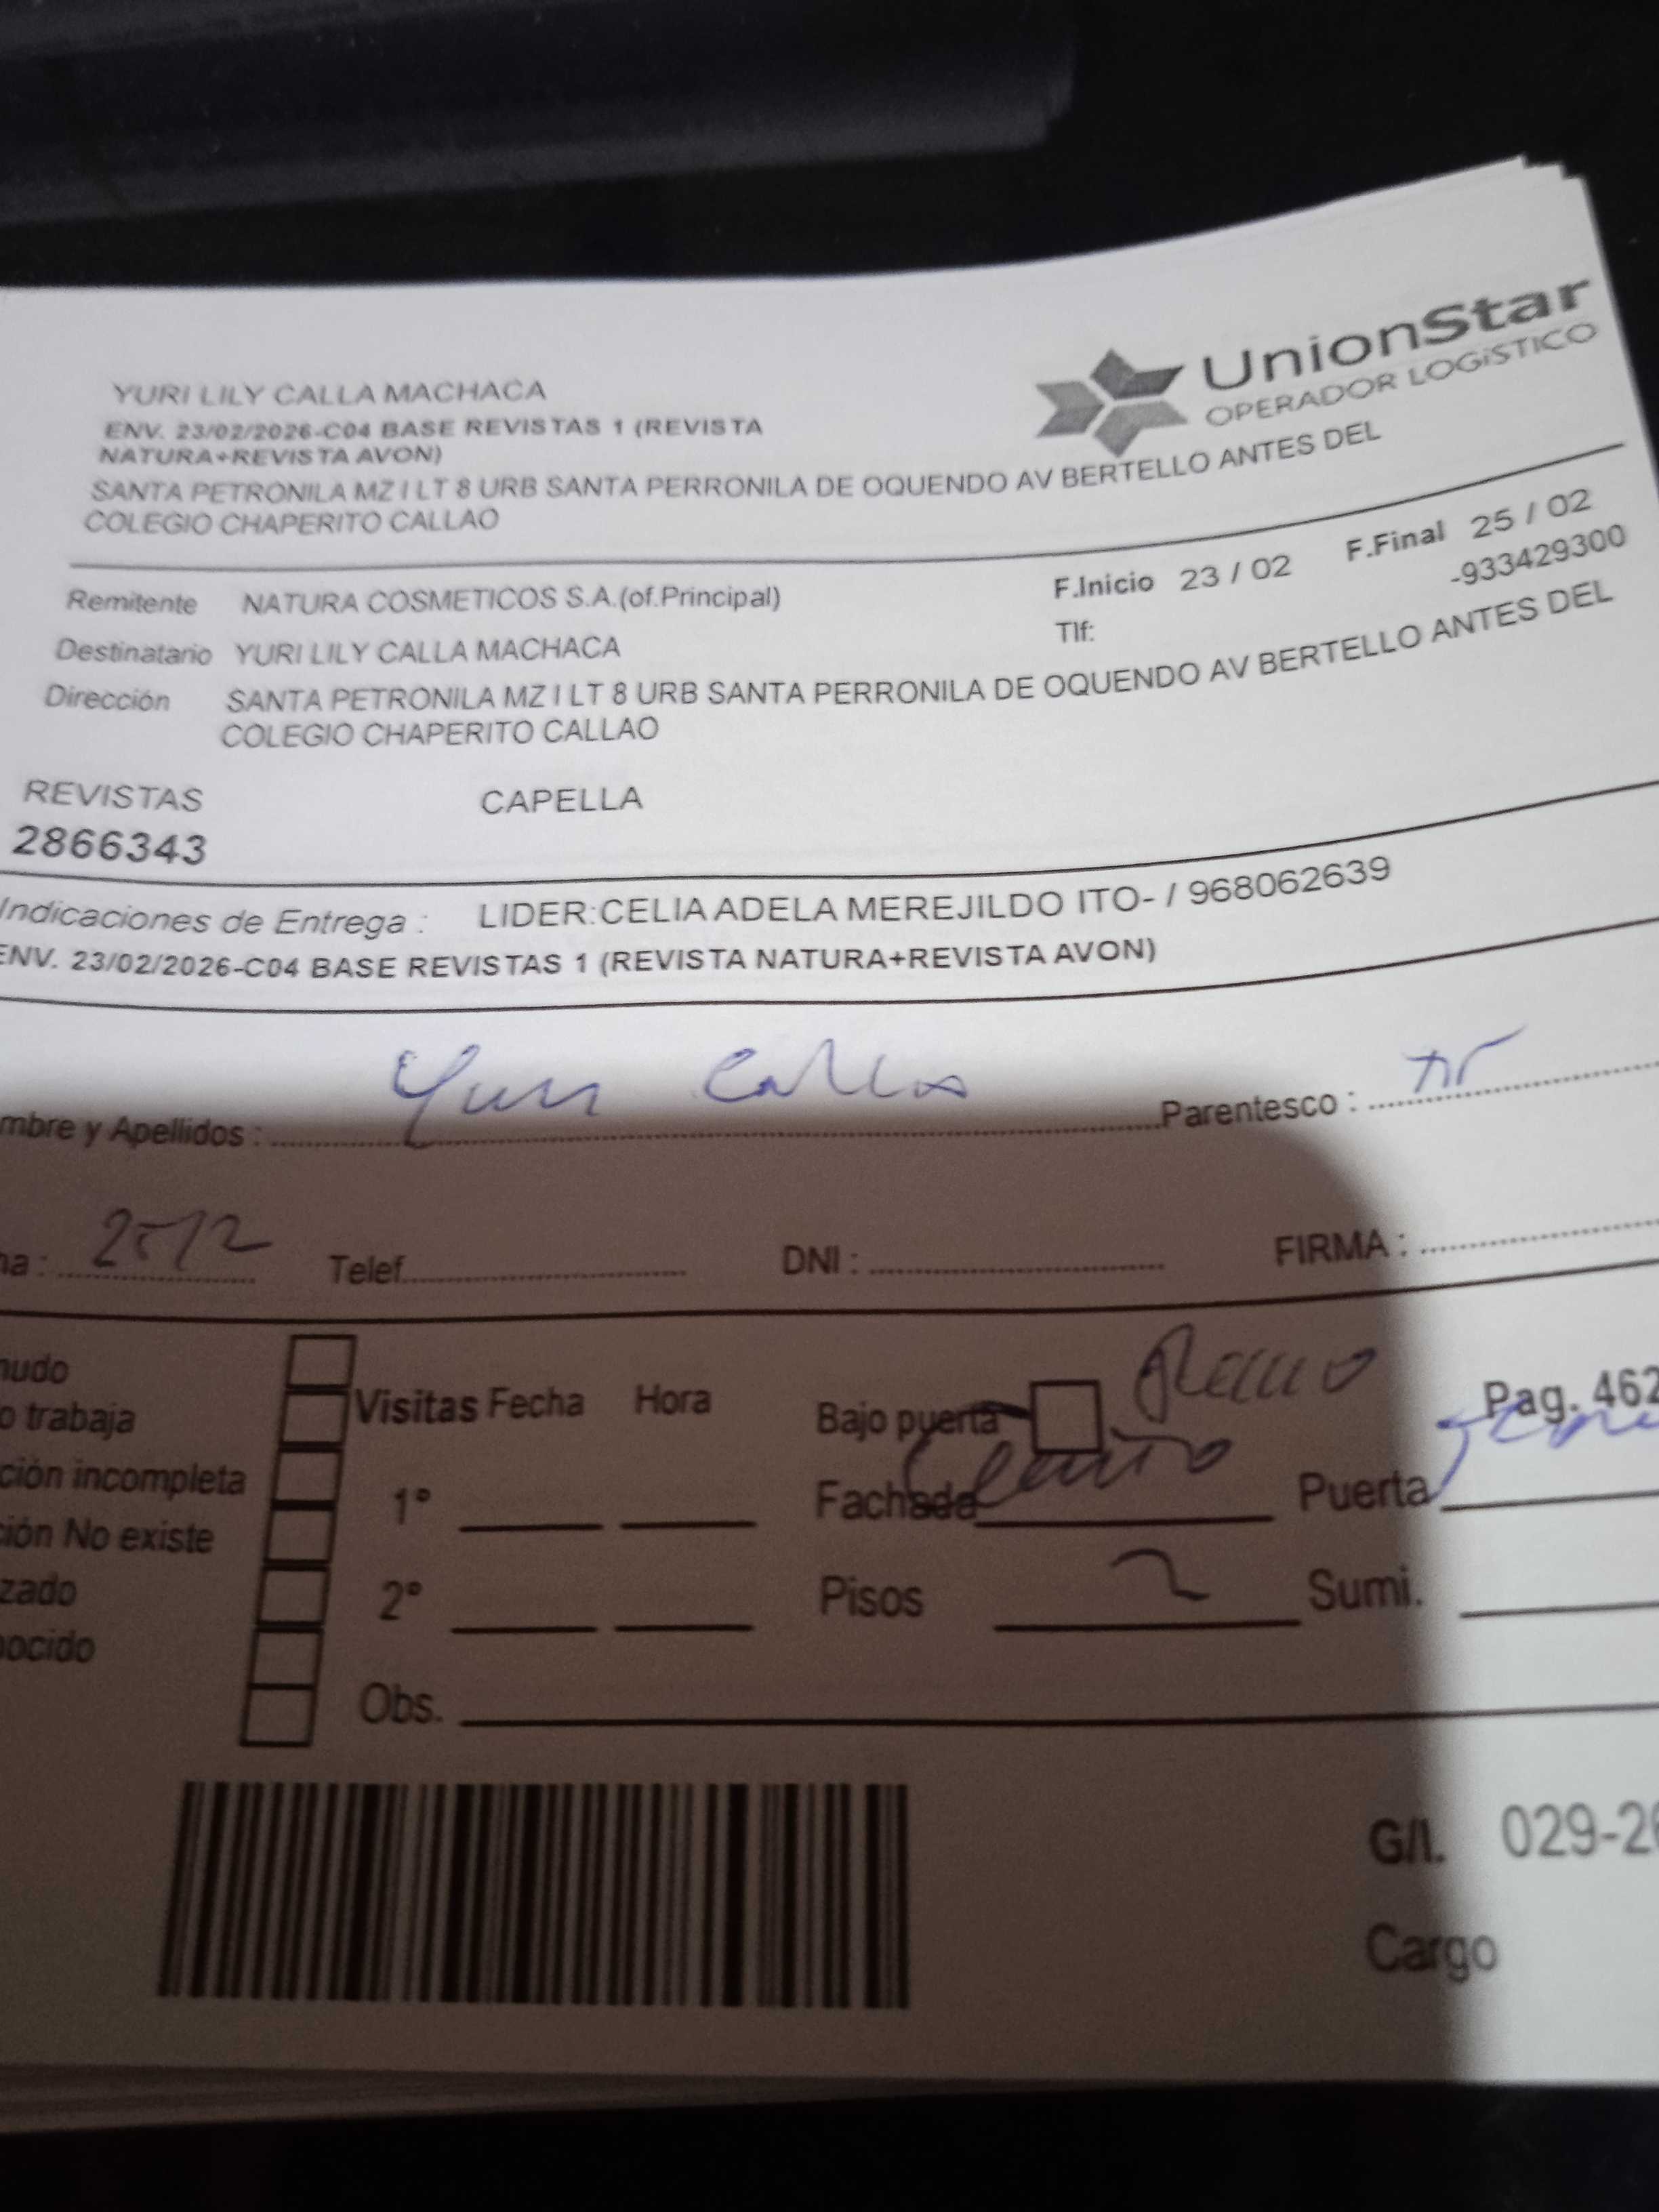 UnionStar
OPERADOR LOGíSTICO
YURI LILY CALLA MACHACA
ENV. 23/02/2026-C04 BASE REVISTAS 1 (REVISTA
NATURA+REVISTA AVON)
SANTA PETRONILA MZ I LT 8 URB SANTA PERRONILA DE OQUENDO AV BERTELLO ANTES DEL
COLEGIO CHAPERITO CALLAO
Remitente NATURA COSMETICOS S.A.(of.Principal) F.Inicio 23 / 02 F.Final 25 / 02
Destinatario YURI LILY CALLA MACHACA Tlf: -933429300
Dirección SANTA PETRONILA MZ I LT 8 URB SANTA PERRONILA DE OQUENDO AV BERTELLO ANTES DEL
COLEGIO CHAPERITO CALLAO
REVISTAS CAPELLA
2866343
Indicaciones de Entrega : LIDER:CELIA ADELA MEREJILDO ITO- / 968062639
ENV. 23/02/2026-C04 BASE REVISTAS 1 (REVISTA NATURA+REVISTA AVON)
mbre y Apellidos : Yuri Calla Parentesco :
ha : 25/2 Telef. DNI : FIRMA :
nudo
o trabaja Visitas Fecha Hora Bajo puerta Pag. 462
ción incompleta 1° Fachada Puerta
ción No existe
zado 2° Pisos 2 Sumi.
nocido
Obs.
G/I. 029-26
Cargo